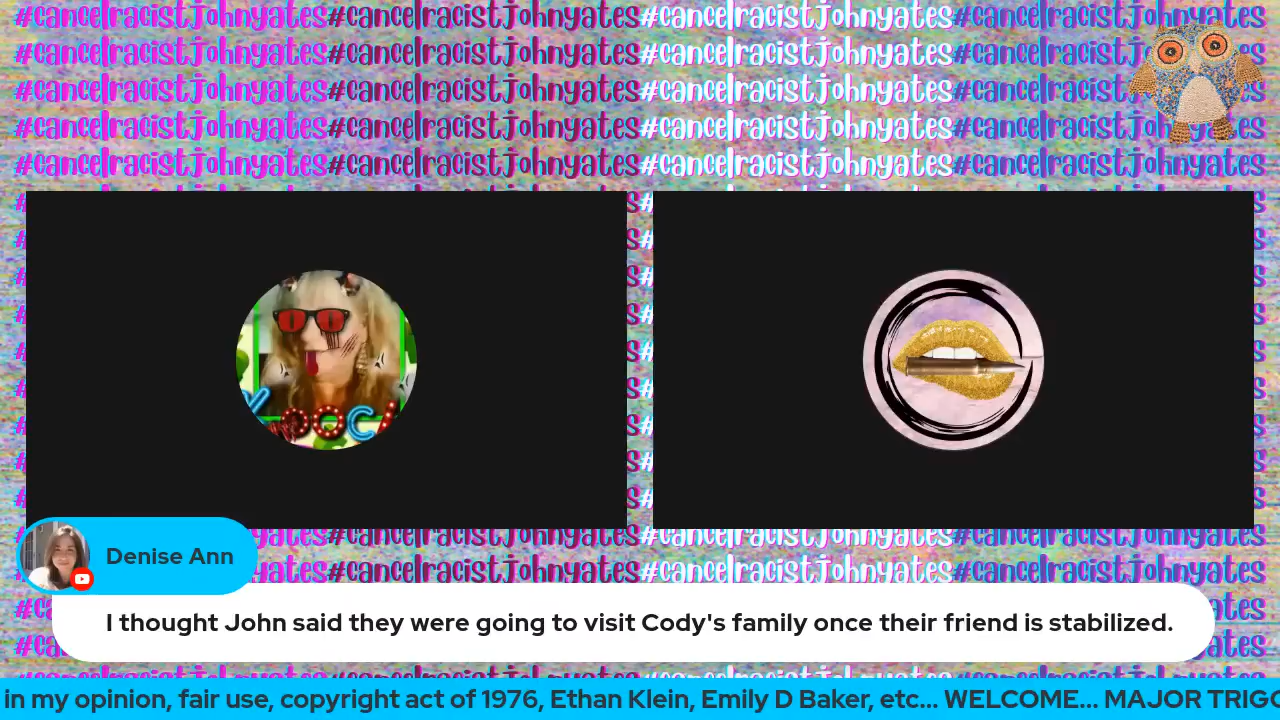 #cancelracistjohnyates#cancelracistjohnyates#cancelracistjohnyates#cancelracistjohnyates
#cancelracistjohnyates#cancelracistjohnyates#cancelracistjohnyates#cancelracistjohnyates
#cancelracistjohnyates#cancelracistjohnyates#cancelracistjohnyates#cancelracistjohnyates
#cancelracistjohnyates#cancelracistjohnyates#cancelracistjohnyates#cancelracistjohnyates
#cancelracistjohnyates#cancelracistjohnyates#cancelracistjohnyates#cancelracistjohnyates
Denise Ann
I thought John said they were going to visit Cody's family once their friend is stabilized.
in my opinion, fair use, copyright act of 1976, Ethan Klein, Emily D Baker, etc... WELCOME... MAJOR